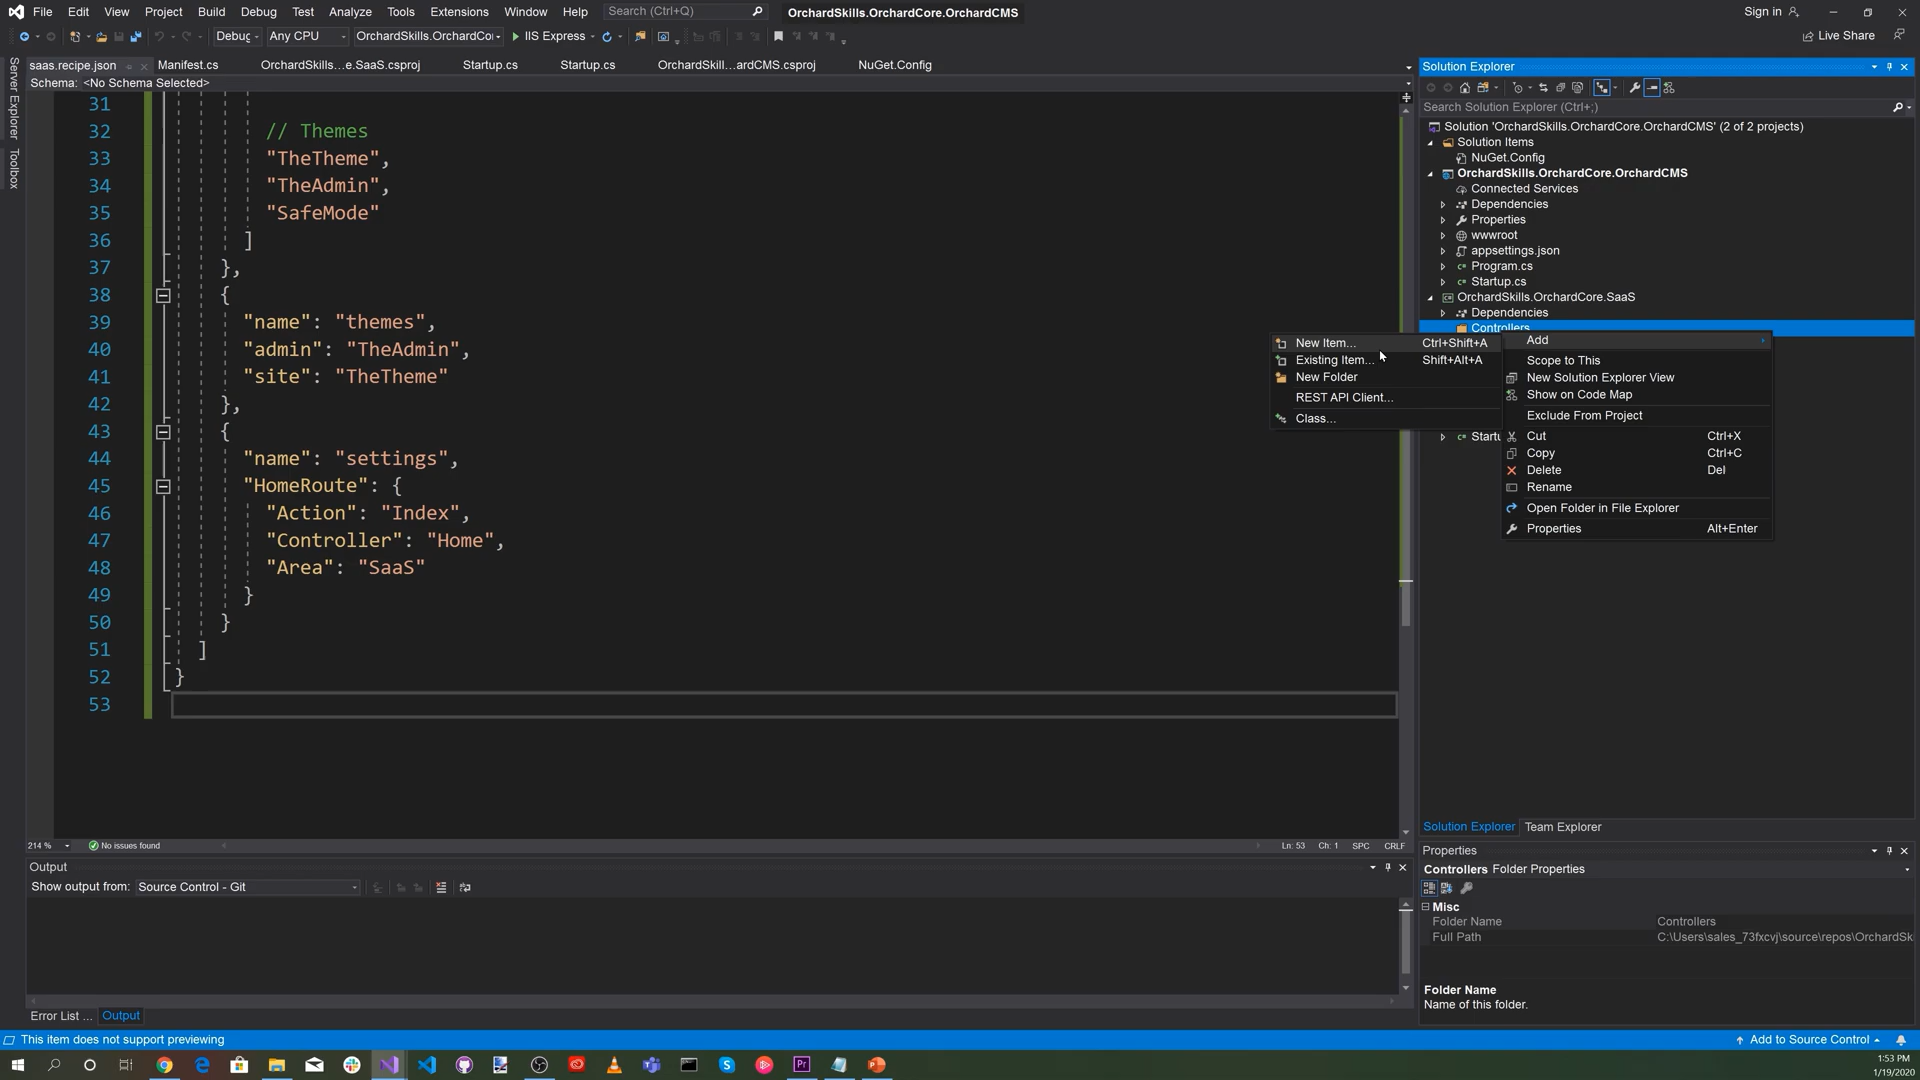 File Edit View Project Build Debug Test Analyze Tools Extensions Window Help Search (Ctrl+Q) OrchardSkills.OrchardCore.OrchardCMS Sign in
Debug Any CPU OrchardSkills.OrchardCo IIS Express Live Share
saas.recipe.json Manifest.cs OrchardSkills...e.SaaS.csproj Startup.cs Startup.cs OrchardSkill...ardCMS.csproj NuGet.Config
Schema: <No Schema Selected>
Server Explorer
Toolbox
31
32 // Themes
33 "TheTheme",
34 "TheAdmin",
35 "SafeMode"
36 ]
37 },
38 {
39 "name": "themes",
40 "admin": "TheAdmin",
41 "site": "TheTheme"
42 },
43 {
44 "name": "settings",
45 "HomeRoute": {
46 "Action": "Index",
47 "Controller": "Home",
48 "Area": "SaaS"
49 }
50 }
51 ]
52 }
53
214 % No issues found Ln: 53 Ch: 1 SPC CRLF
Output
Show output from: Source Control - Git
Error List ... Output
Solution Explorer
Search Solution Explorer (Ctrl+;)
Solution 'OrchardSkills.OrchardCore.OrchardCMS' (2 of 2 projects)
Solution Items
NuGet.Config
OrchardSkills.OrchardCore.OrchardCMS
Connected Services
Dependencies
Properties
wwwroot
appsettings.json
Program.cs
Startup.cs
OrchardSkills.OrchardCore.SaaS
Dependencies
Controllers
Startu
New Item... Ctrl+Shift+A
Existing Item... Shift+Alt+A
New Folder
REST API Client...
Class...
Add
Scope to This
New Solution Explorer View
Show on Code Map
Exclude From Project
Cut Ctrl+X
Copy Ctrl+C
Delete Del
Rename
Open Folder in File Explorer
Properties Alt+Enter
Solution Explorer Team Explorer
Properties
Controllers Folder Properties
Misc
Folder Name Controllers
Full Path C:\Users\sales_73fxcvj\source\repos\OrchardSk
Folder Name
Name of this folder.
This item does not support previewing Add to Source Control
1:53 PM
1/19/2020